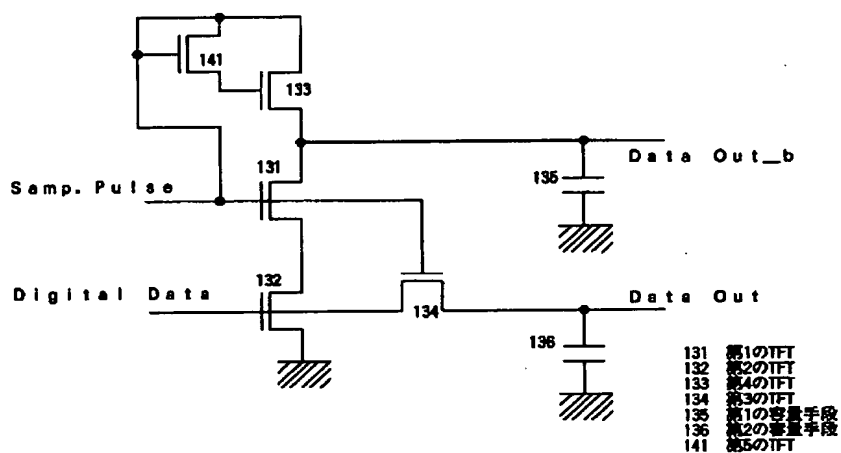 141
133
131
Samp. Pulse
Data Out_b
135
132
Digital Data
134
Data Out
136
131 第1のTFT
132 第2のTFT
133 第4のTFT
134 第3のTFT
135 第1の容量手段
136 第2の容量手段
141 第5のTFT